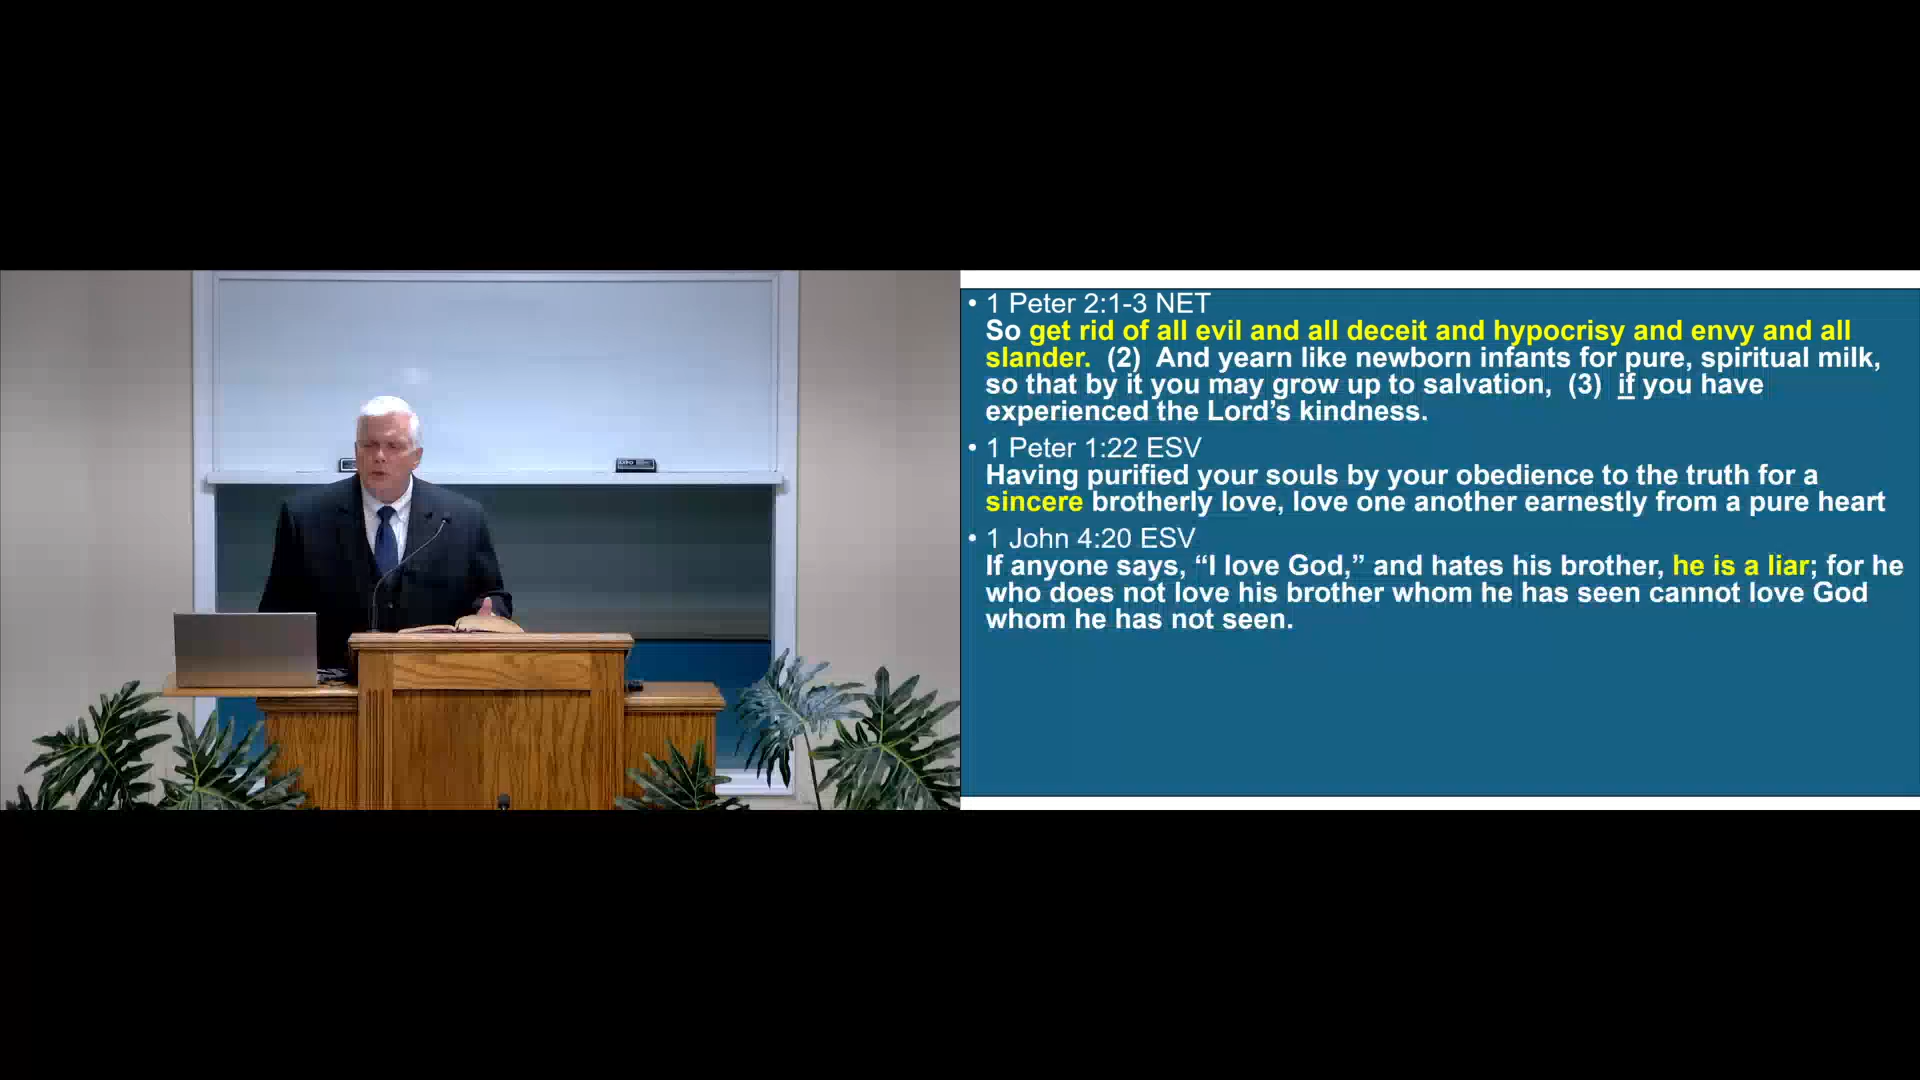 • 1 Peter 2:1-3 NET
So get rid of all evil and all deceit and hypocrisy and envy and all
slander.  (2)  And yearn like newborn infants for pure, spiritual milk,
so that by it you may grow up to salvation,  (3)  if you have
experienced the Lord’s kindness.
• 1 Peter 1:22 ESV
Having purified your souls by your obedience to the truth for a
sincere brotherly love, love one another earnestly from a pure heart
• 1 John 4:20 ESV
If anyone says, “I love God,” and hates his brother, he is a liar; for he
who does not love his brother whom he has seen cannot love God
whom he has not seen.